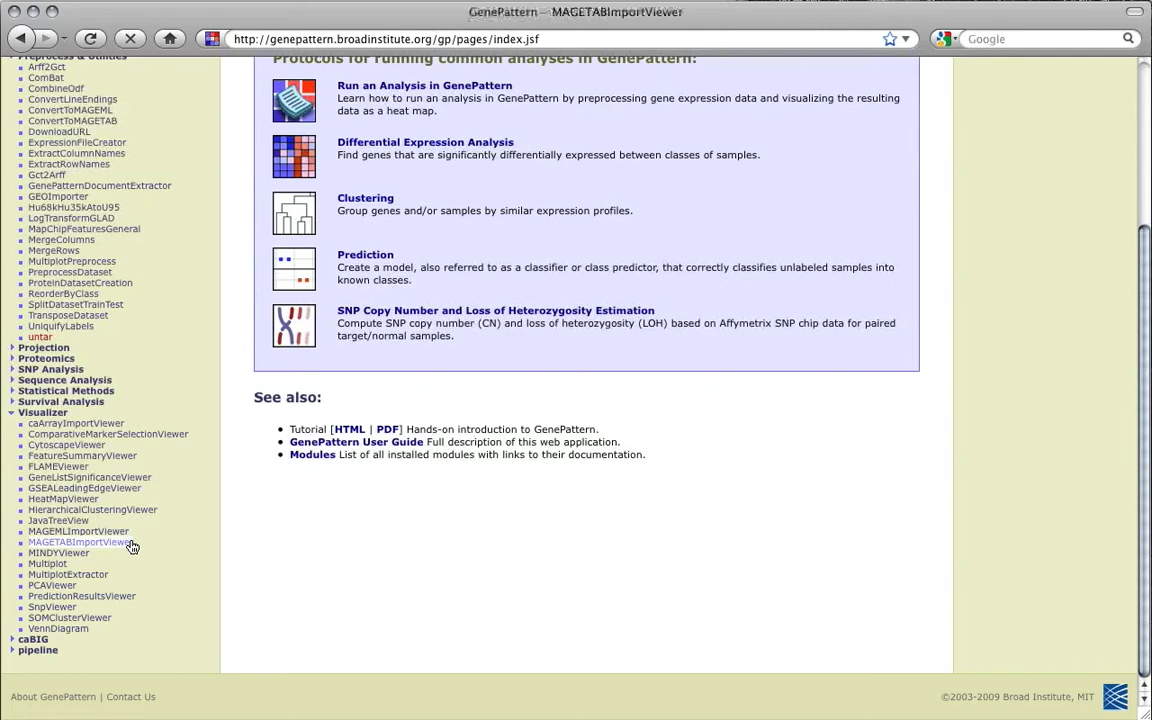 GenePattern — MAGETABImportViewer
http://genepattern.broadinstitute.org/gp/pages/index.jsf
Google
Preprocess & Utilities
Arff2Gct
ComBat
CombineOdf
ConvertLineEndings
ConvertToMAGEML
ConvertToMAGETAB
DownloadURL
ExpressionFileCreator
ExtractColumnNames
ExtractRowNames
Gct2Arff
GenePatternDocumentExtractor
GEOImporter
Hu68kHu35kAtoU95
LogTransformGLAD
MapChipFeaturesGeneral
MergeColumns
MergeRows
MultiplotPreprocess
PreprocessDataset
ProteinDatasetCreation
ReorderByClass
SplitDatasetTrainTest
TransposeDataset
UniquifyLabels
untar
Projection
Proteomics
SNP Analysis
Sequence Analysis
Statistical Methods
Survival Analysis
Visualizer
caArrayImportViewer
ComparativeMarkerSelectionViewer
CytoscapeViewer
FeatureSummaryViewer
FLAMEViewer
GeneListSignificanceViewer
GSEALeadingEdgeViewer
HeatMapViewer
HierarchicalClusteringViewer
JavaTreeView
MAGEMLImportViewer
MAGETABImportViewer
MINDYViewer
Multiplot
MultiplotExtractor
PCAViewer
PredictionResultsViewer
SnpViewer
SOMClusterViewer
VennDiagram
caBIG
pipeline
Protocols for running common analyses in GenePattern:
Run an Analysis in GenePattern
Learn how to run an analysis in GenePattern by preprocessing gene expression data and visualizing the resulting
data as a heat map.
Differential Expression Analysis
Find genes that are significantly differentially expressed between classes of samples.
Clustering
Group genes and/or samples by similar expression profiles.
Prediction
Create a model, also referred to as a classifier or class predictor, that correctly classifies unlabeled samples into
known classes.
SNP Copy Number and Loss of Heterozygosity Estimation
Compute SNP copy number (CN) and loss of heterozygosity (LOH) based on Affymetrix SNP chip data for paired
target/normal samples.
See also:
Tutorial [HTML | PDF] Hands-on introduction to GenePattern.
GenePattern User Guide Full description of this web application.
Modules List of all installed modules with links to their documentation.
About GenePattern | Contact Us
©2003-2009 Broad Institute, MIT